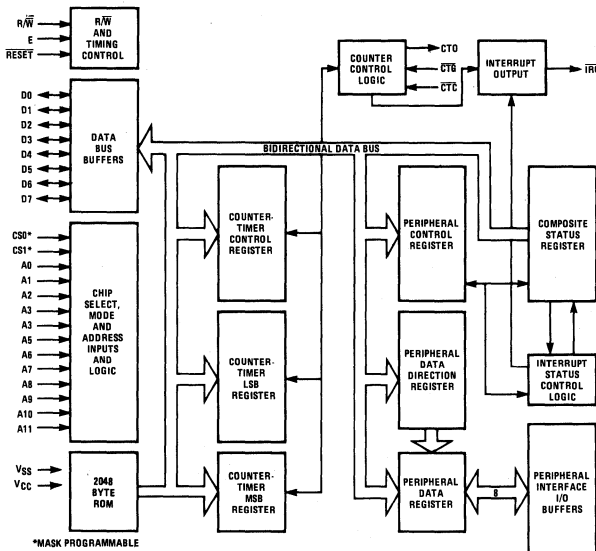 R/W̅
E
R̅E̅S̅E̅T̅
R/W̅
AND
TIMING
CONTROL
COUNTER
CONTROL
LOGIC
CTO
C̅T̅G̅
C̅T̅C̅
INTERRUPT
OUTPUT
I̅R̅Q̅
D0
D1
D2
D3
D4
D5
D6
D7
DATA
BUS
BUFFERS
BIDIRECTIONAL DATA BUS
CS0*
CS1*
A0
A1
A2
A3
A3
A5
A6
A7
A8
A9
A10
A11
CHIP
SELECT,
MODE
AND
ADDRESS
INPUTS
AND
LOGIC
COUNTER-
TIMER
CONTROL
REGISTER
PERIPHERAL
CONTROL
REGISTER
COMPOSITE
STATUS
REGISTER
COUNTER-
TIMER
LSB
REGISTER
PERIPHERAL
DATA
DIRECTION
REGISTER
INTERRUPT
STATUS
CONTROL
LOGIC
VSS
VCC
2048
BYTE
ROM
COUNTER-
TIMER
MSB
REGISTER
PERIPHERAL
DATA
REGISTER
8
PERIPHERAL
INTERFACE
I/O
BUFFERS
*MASK PROGRAMMABLE